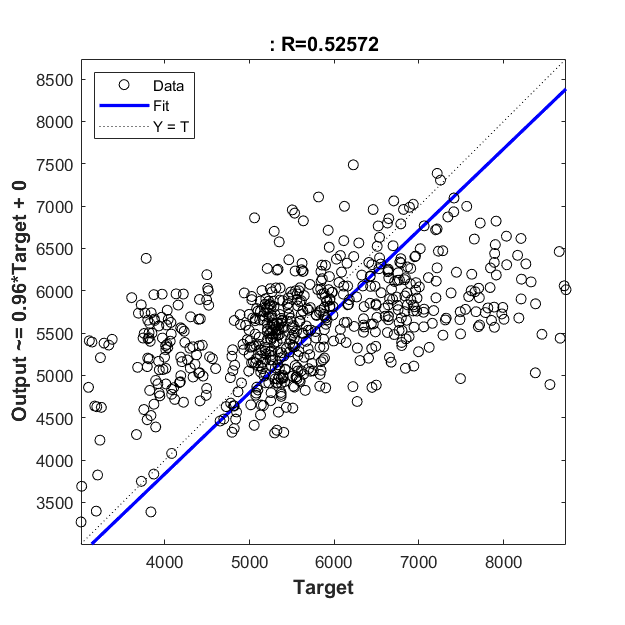 : R=0.52572
Data
Fit
Y = T
8500
8000
7500
7000
6500
6000
5500
5000
4500
4000
3500
Output ~= 0.96*Target + 0
4000 5000 6000 7000 8000
Target